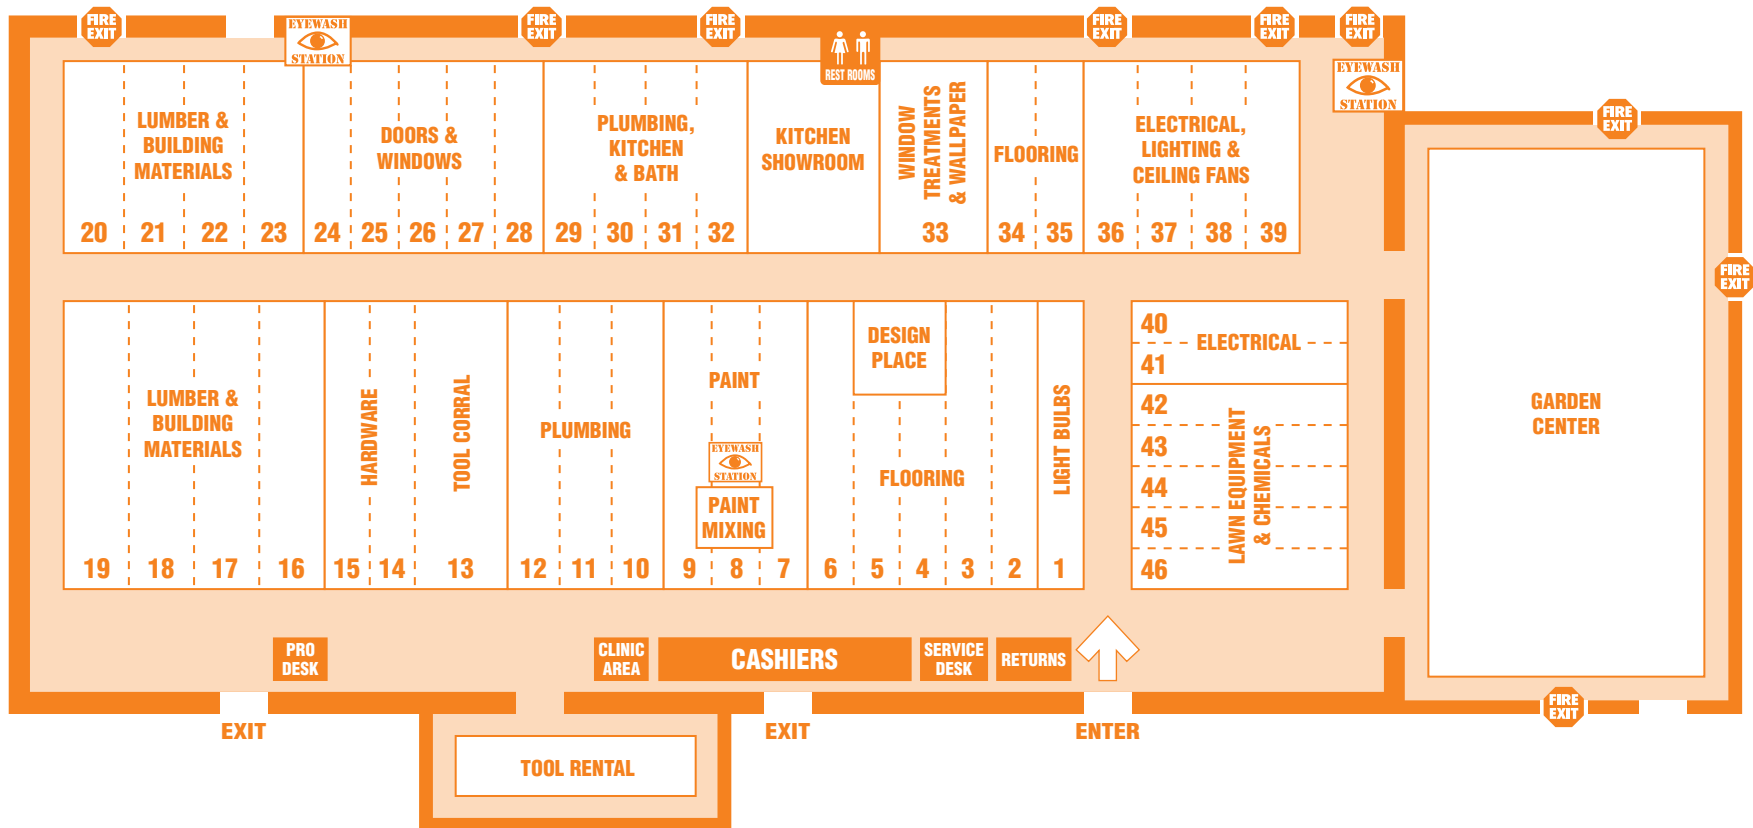 FIRE
EXIT
EYEWASH
STATION
FIRE
EXIT
FIRE
EXIT
REST ROOMS
FIRE
EXIT
FIRE
EXIT
FIRE
EXIT
EYEWASH
STATION
FIRE
EXIT
LUMBER &
BUILDING
MATERIALS
20 21 22 23
DOORS &
WINDOWS
24 25 26 27 28
PLUMBING,
KITCHEN
& BATH
29 30 31 32
KITCHEN
SHOWROOM
WINDOW
TREATMENTS
& WALLPAPER
33
FLOORING
34 35
ELECTRICAL,
LIGHTING &
CEILING FANS
36 37 38 39
FIRE
EXIT
LUMBER &
BUILDING
MATERIALS
19 18 17 16
HARDWARE
15 14
TOOL CORRAL
13
PLUMBING
12 11 10
PAINT
EYEWASH
STATION
PAINT
MIXING
9 8 7
DESIGN
PLACE
FLOORING
6 5 4 3 2
LIGHT BULBS
1
40
ELECTRICAL
41
42
43
44
45
46
LAWN EQUIPMENT
& CHEMICALS
GARDEN
CENTER
PRO
DESK
CLINIC
AREA
CASHIERS
SERVICE
DESK
RETURNS
FIRE
EXIT
EXIT
EXIT
ENTER
TOOL RENTAL